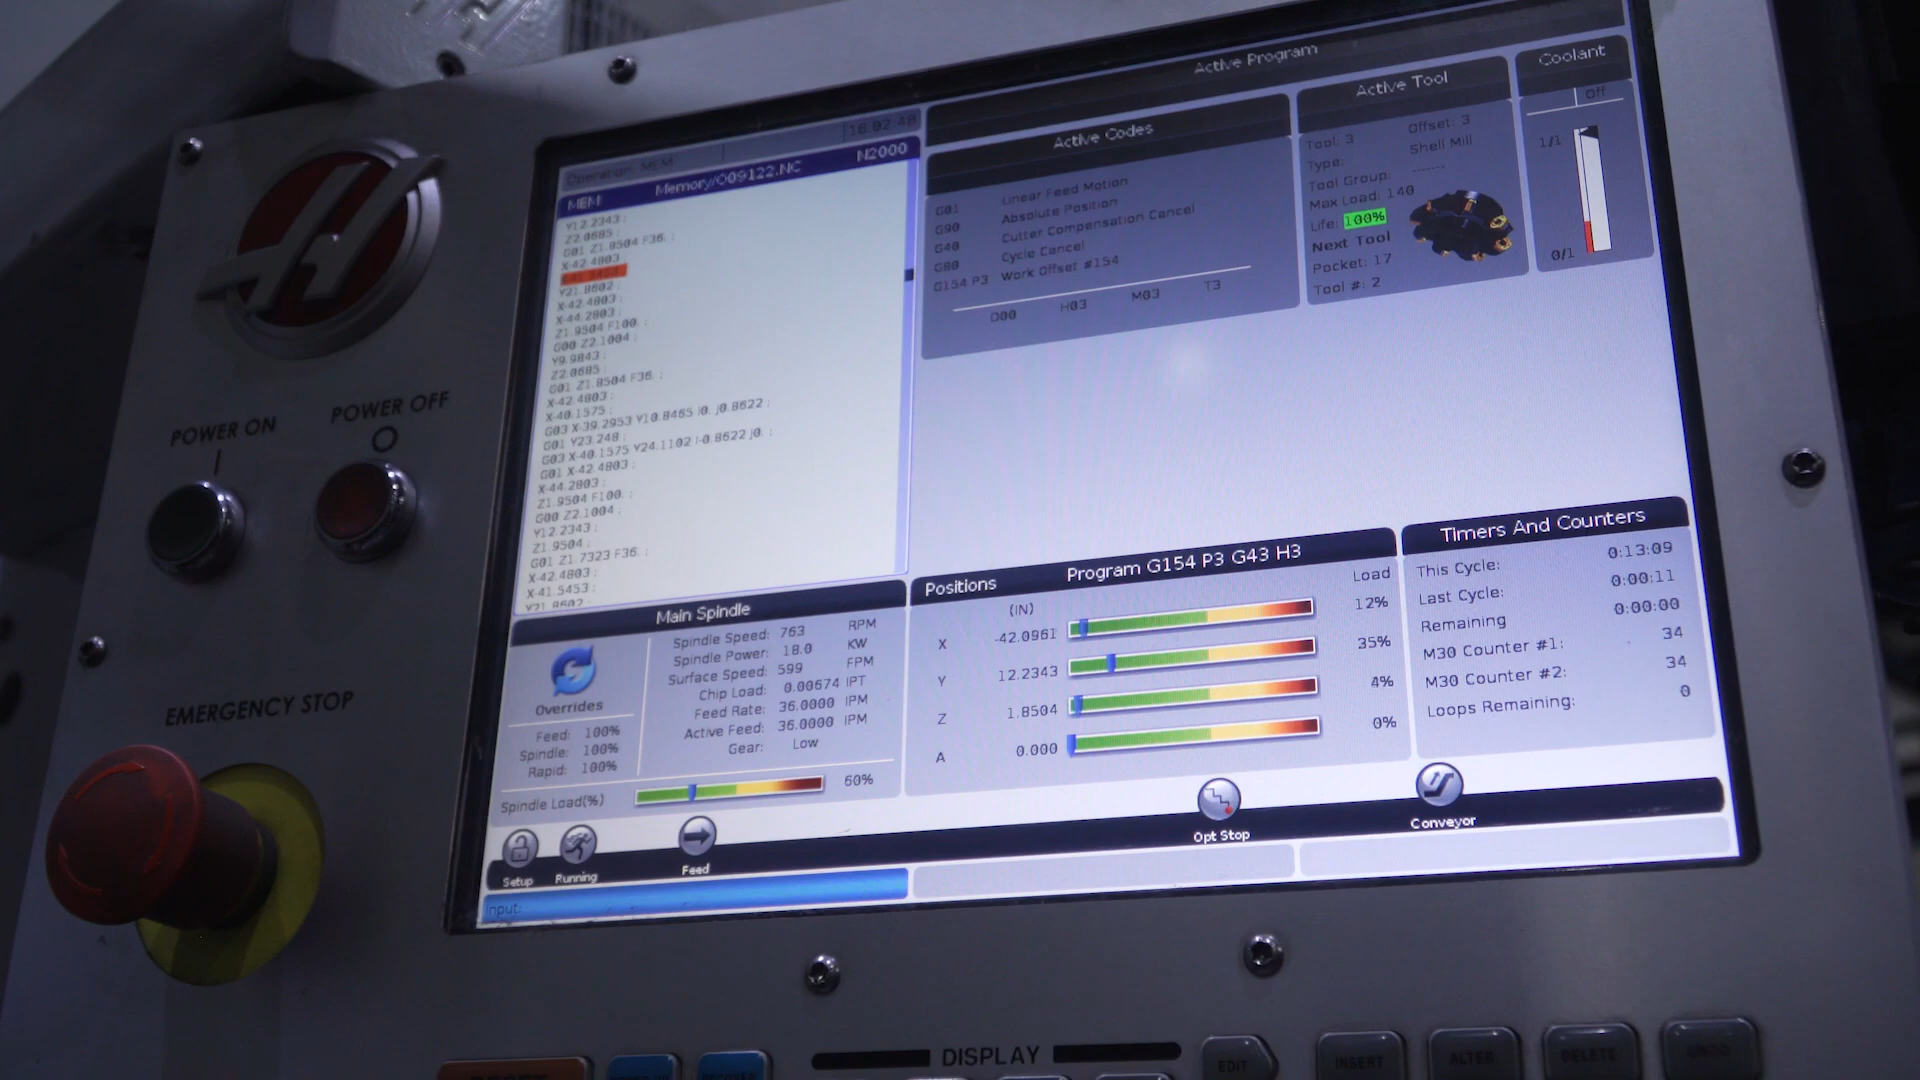 Active Program
Operation: MEM
16:02:48
MEM Memory/O09122.NC N2000
Y12.2343 ;
Z2.0685 ;
G01 Z1.8504 F36. ;
X-42.4803 ;
Y21.8602 ;
X-42.4803 ;
X-44.2803 ;
Z1.9504 F100. ;
G00 Z2.1004 ;
Y9.9843 ;
Z2.0685 ;
G01 Z1.8504 F36. ;
X-42.4803 ;
X-40.1575 ;
G03 X-39.2953 Y10.8465 I0. J0.8622 ;
G01 Y23.248 ;
G03 X-40.1575 Y24.1102 I-0.8622 J0. ;
G01 X-42.4803 ;
X-44.2803 ;
Z1.9504 F100. ;
G00 Z2.1004 ;
Y12.2343 ;
Z1.9504 ;
G01 Z1.7323 F36. ;
X-42.4803 ;
X-41.5453 ;
Y21.8602 ;
Active Codes
G01 Linear Feed Motion
G90 Absolute Position
G40 Cutter Compensation Cancel
G80 Cycle Cancel
G154 P3 Work Offset #154
D00 H03 M03 T3
Active Tool
Tool: 3 Offset: 3
Type: Shell Mill
Tool Group: ------
Max Load: 140
Life: 100%
Next Tool
Pocket: 17
Tool #: 2
Coolant
Off
1/1
0/1
Main Spindle
Overrides
Feed: 100%
Spindle: 100%
Rapid: 100%
Spindle Speed: 763 RPM
Spindle Power: 18.0 KW
Surface Speed: 599 FPM
Chip Load: 0.00674 IPT
Feed Rate: 36.0000 IPM
Active Feed: 36.0000 IPM
Gear: Low
Spindle Load(%) 60%
Positions Program G154 P3 G43 H3
(IN) Load
X -42.0961 12%
Y 12.2343 35%
Z 1.8504 4%
A 0.000 0%
Timers And Counters
This Cycle: 0:13:09
Last Cycle: 0:00:11
Remaining 0:00:00
M30 Counter #1: 34
M30 Counter #2: 34
Loops Remaining: 0
Setup
Running
Feed
Opt Stop
Conveyor
Input:
POWER ON
POWER OFF
EMERGENCY STOP
DISPLAY
EDIT
INSERT
ALTER
DELETE
UNDO